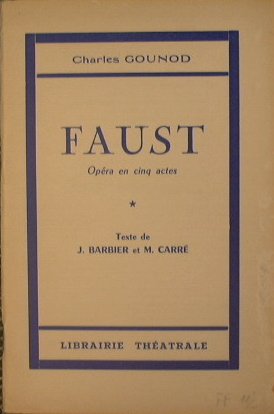 Charles GOUNOD
FAUST
Opéra en cinq actes
Texte de
J. BARBIER et M. CARRÉ
LIBRAIRIE THÉATRALE